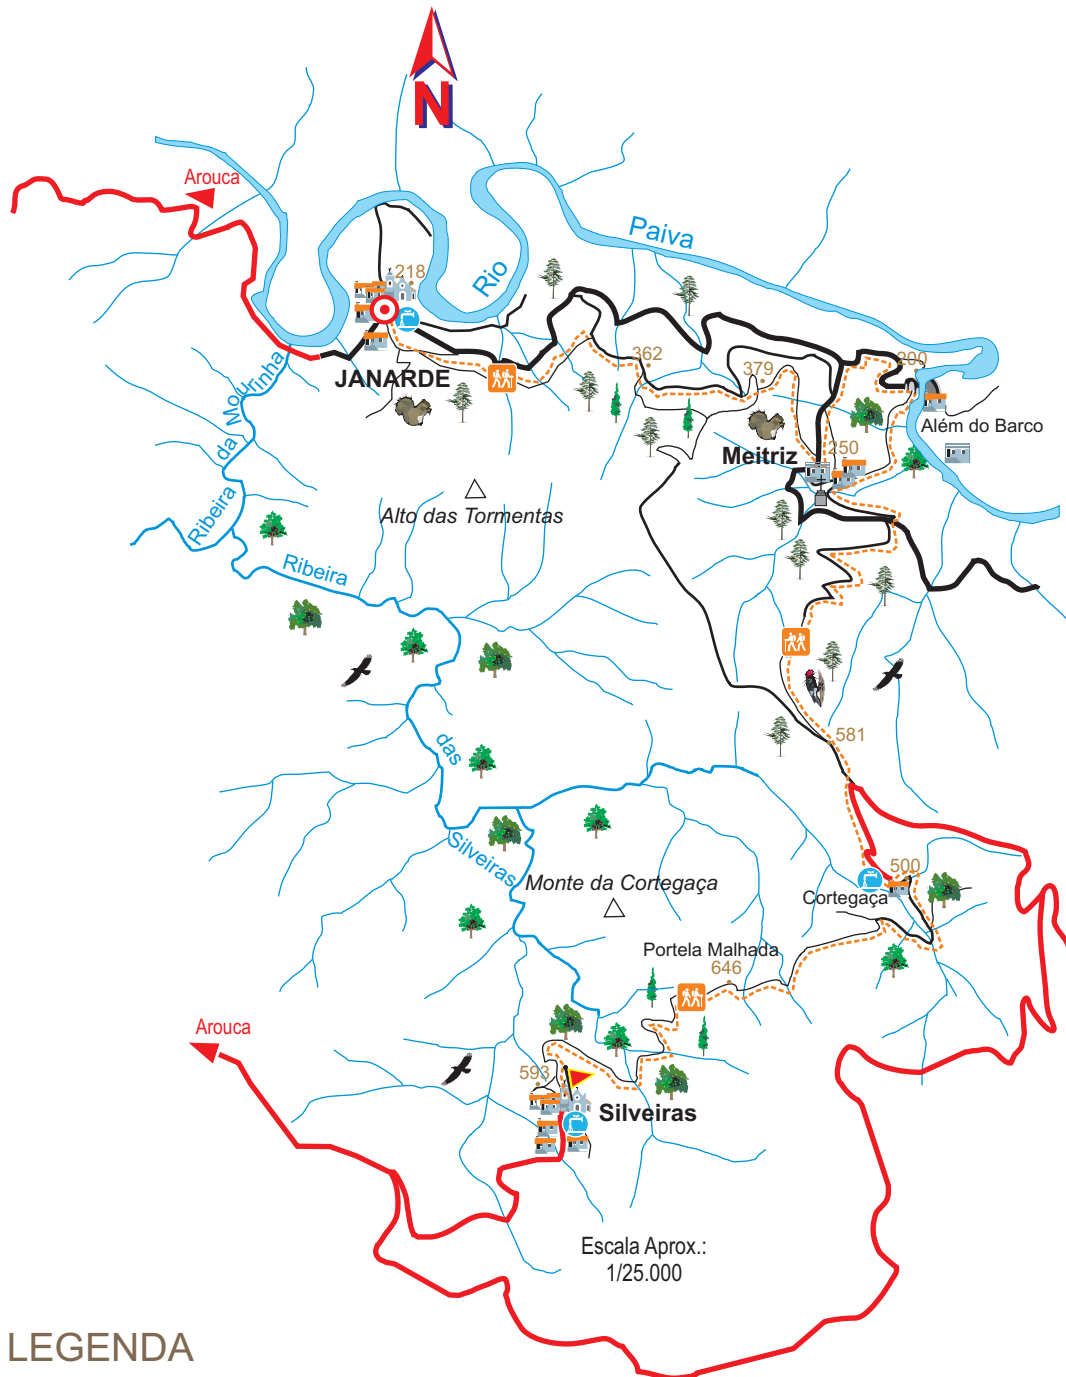 N
Arouca
Paiva
Rio
218
JANARDE
362
379
200
Além do Barco
Meitriz
250
Ribeira da Mourinha
Alto das Tormentas
Ribeira das Silveiras
581
500
Cortegaça
Monte da Cortegaça
Portela Malhada
646
Arouca
593
Silveiras
Escala Aprox.:
1/25.000
LEGENDA